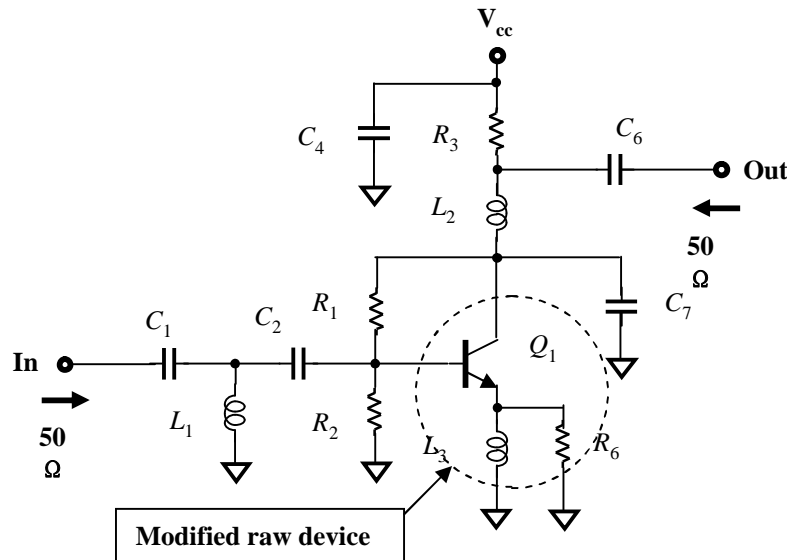 Vcc
C4
R3
C6
Out
L2
50
Ω
R1
C7
C1
C2
Q1
In
L1
R2
L3
R6
50
Ω
Modified raw device